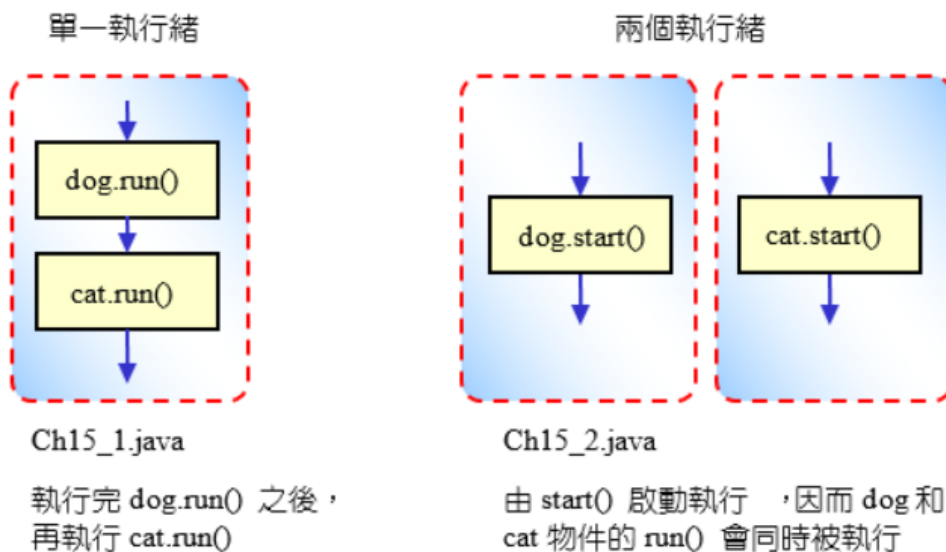 單一執行緒
dog.run()
cat.run()
Ch15_1.java
執行完 dog.run() 之後，
再執行 cat.run()
兩個執行緒
dog.start()
cat.start()
Ch15_2.java
由 start() 啟動執行 ，因而 dog 和
cat 物件的 run() 會同時被執行